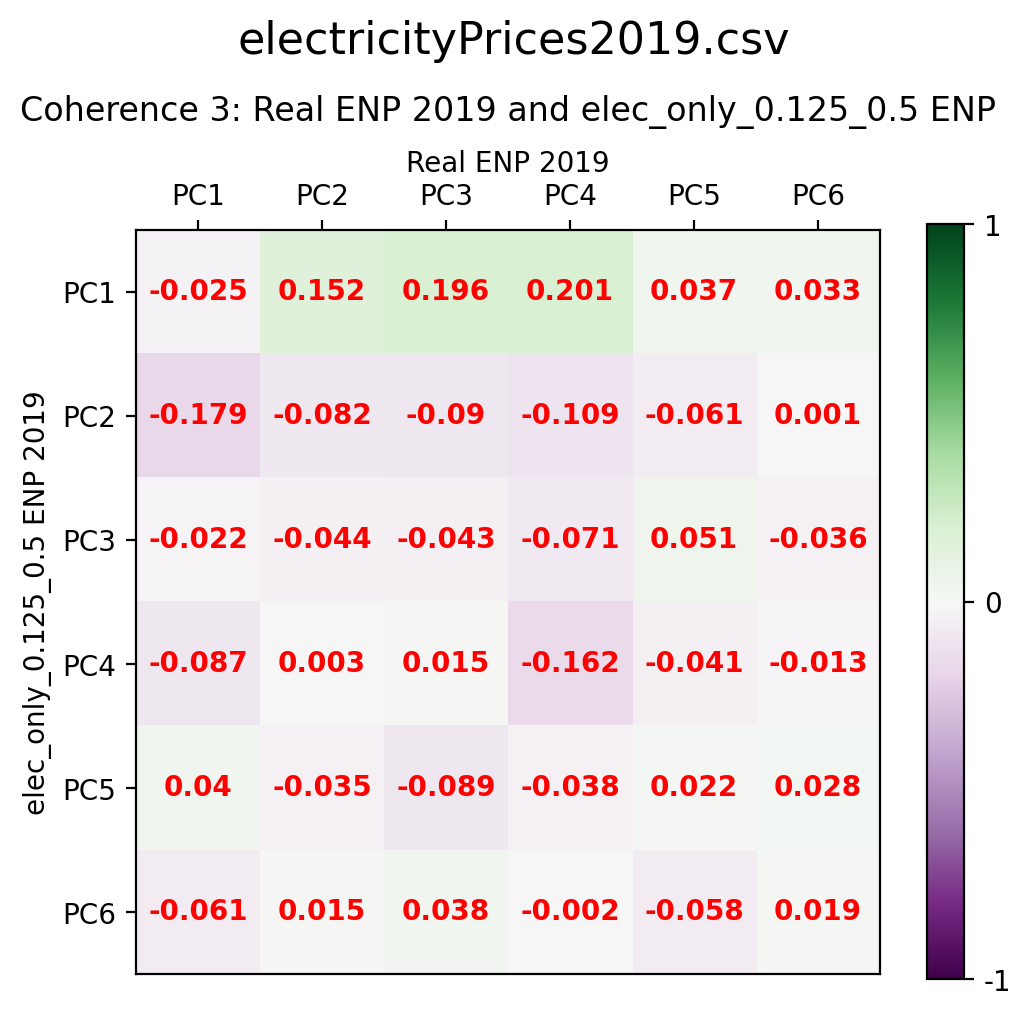 electricityPrices2019.csv
Coherence 3: Real ENP 2019 and elec_only_0.125_0.5 ENP
Real ENP 2019
PC1 PC2 PC3 PC4 PC5 PC6
elec_only_0.125_0.5 ENP 2019
PC1 -0.025 0.152 0.196 0.201 0.037 0.033
PC2 -0.179 -0.082 -0.09 -0.109 -0.061 0.001
PC3 -0.022 -0.044 -0.043 -0.071 0.051 -0.036
PC4 -0.087 0.003 0.015 -0.162 -0.041 -0.013
PC5 0.04 -0.035 -0.089 -0.038 0.022 0.028
PC6 -0.061 0.015 0.038 -0.002 -0.058 0.019
1
0
-1